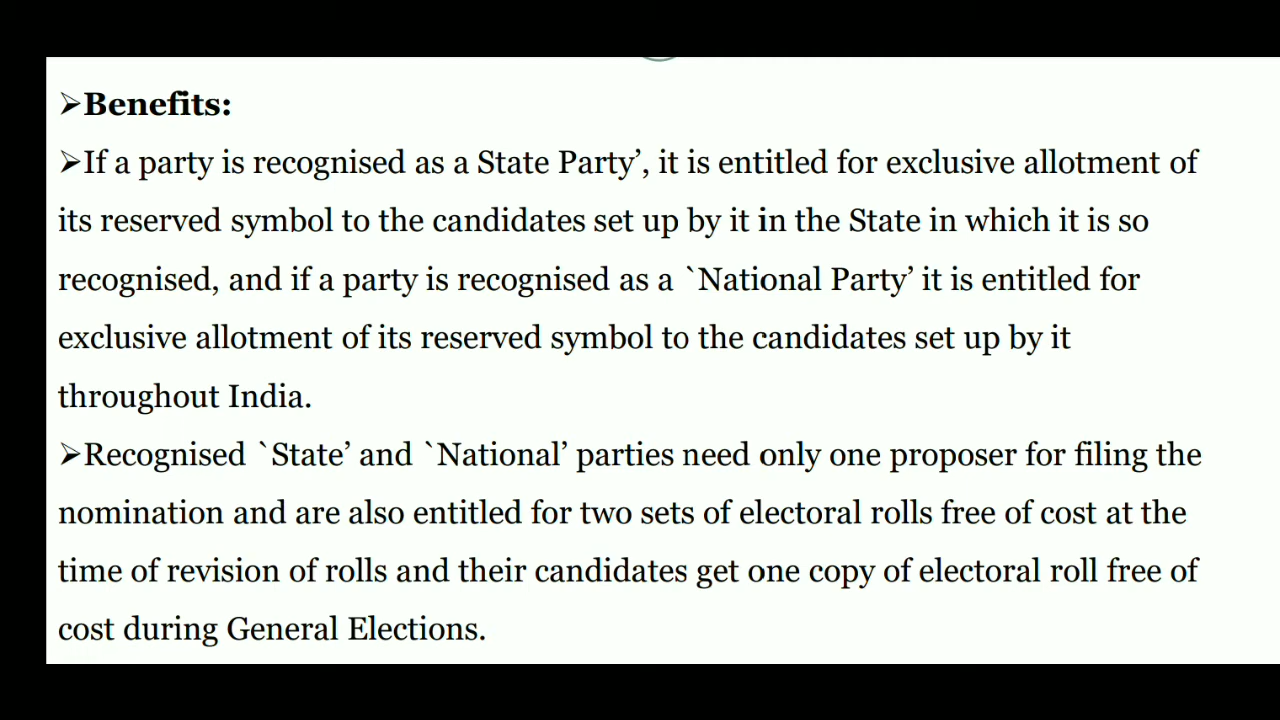 ➢Benefits:
➢If a party is recognised as a State Party’, it is entitled for exclusive allotment of
its reserved symbol to the candidates set up by it in the State in which it is so
recognised, and if a party is recognised as a `National Party’ it is entitled for
exclusive allotment of its reserved symbol to the candidates set up by it
throughout India.
➢Recognised `State’ and `National’ parties need only one proposer for filing the
nomination and are also entitled for two sets of electoral rolls free of cost at the
time of revision of rolls and their candidates get one copy of electoral roll free of
cost during General Elections.